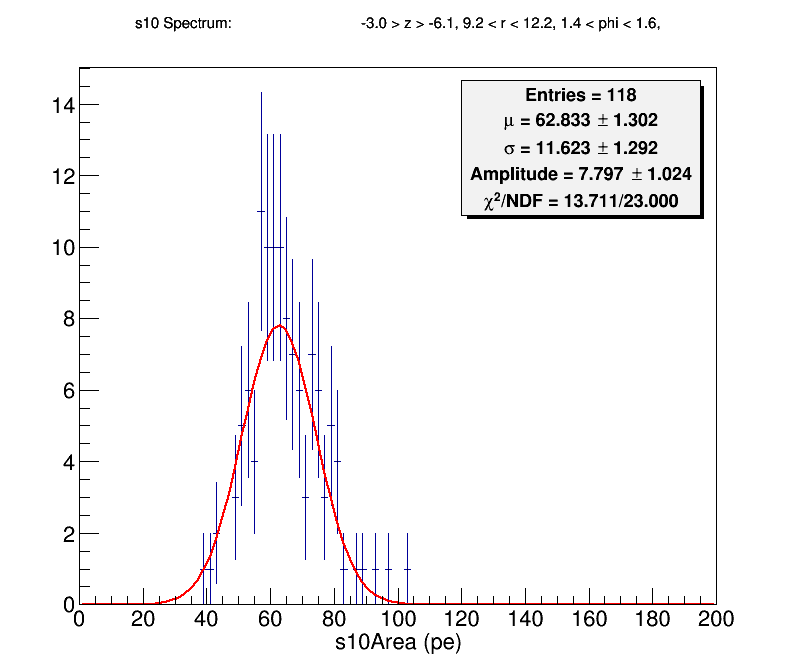 s10 Spectrum: -3.0 > z > -6.1, 9.2 < r < 12.2, 1.4 < phi < 1.6,
Entries = 118
μ = 62.833 ± 1.302
σ = 11.623 ± 1.292
Amplitude = 7.797 ± 1.024
χ²/NDF = 13.711/23.000
14
12
10
8
6
4
2
0
0 20 40 60 80 100 120 140 160 180 200
s10Area (pe)